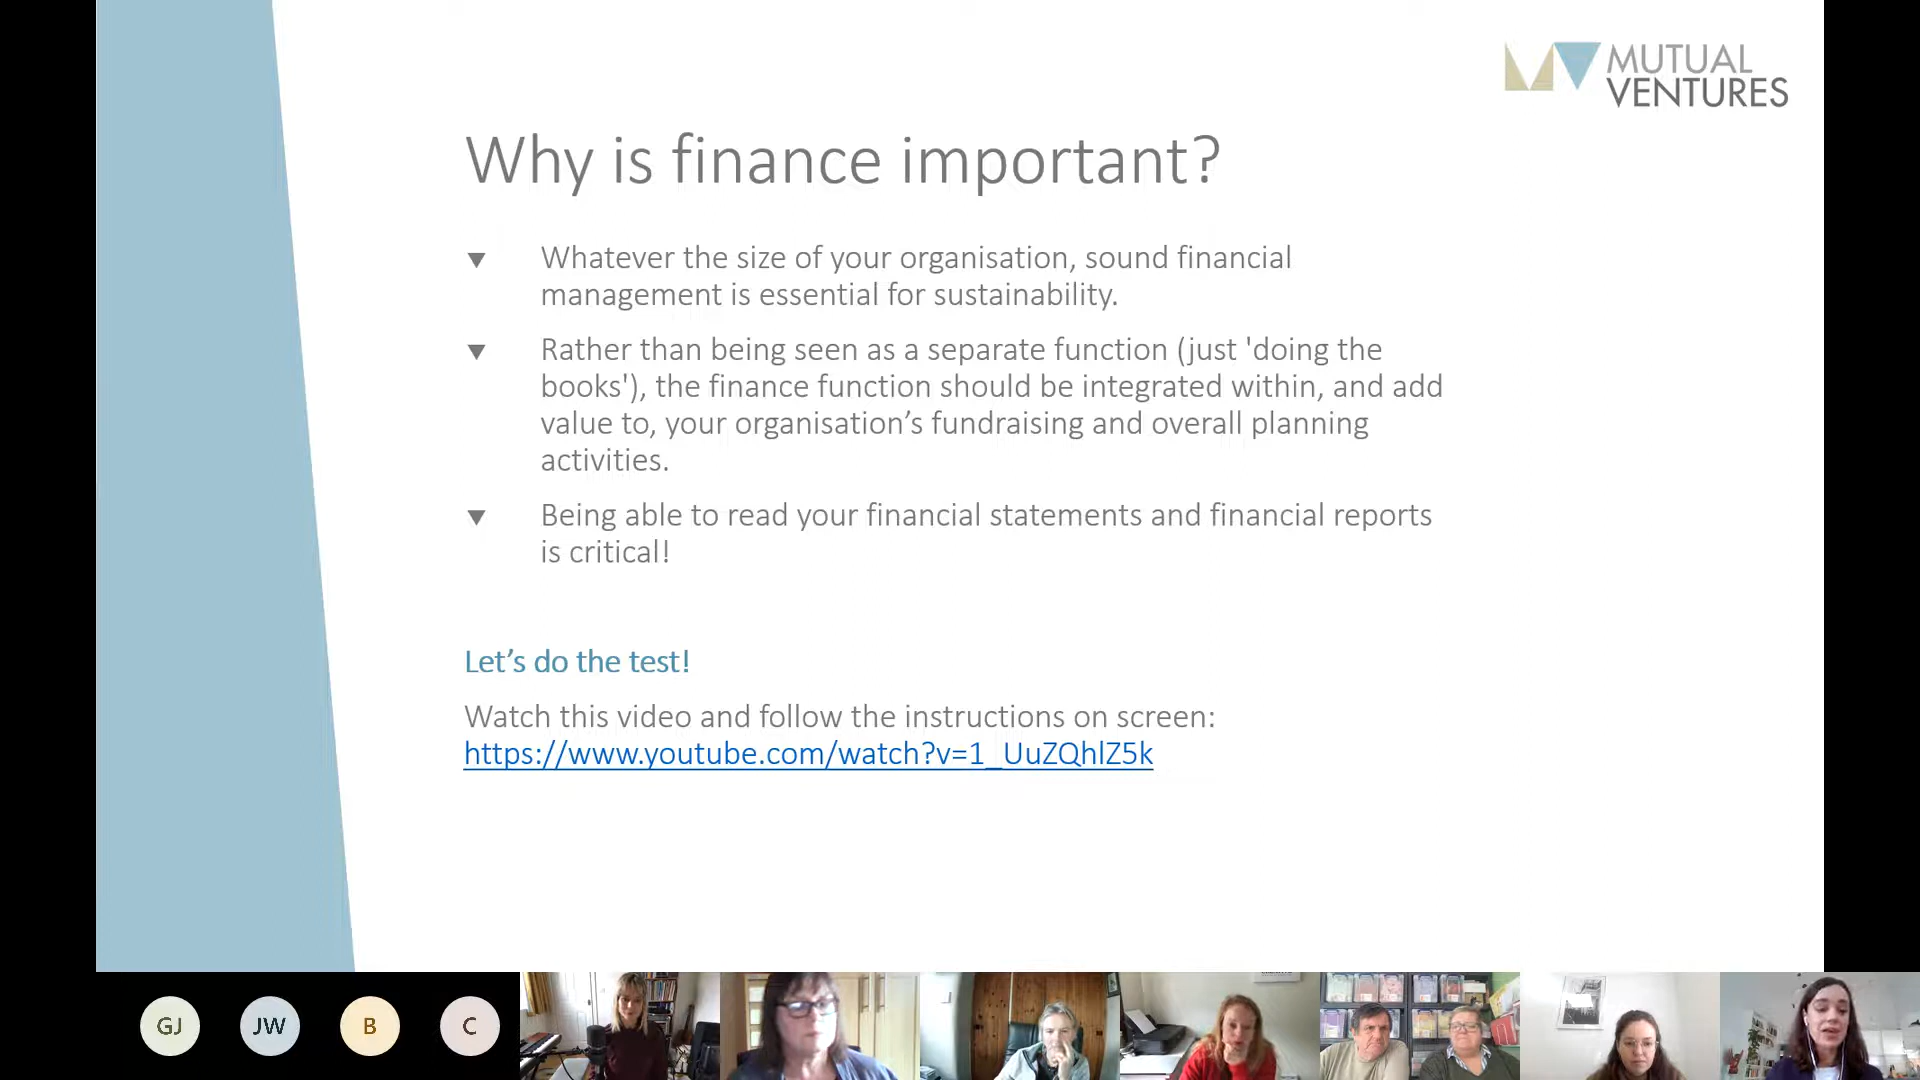 MUTUAL
VENTURES
Why is finance important?
▼ Whatever the size of your organisation, sound financial
management is essential for sustainability.
▼ Rather than being seen as a separate function (just 'doing the
books'), the finance function should be integrated within, and add
value to, your organisation’s fundraising and overall planning
activities.
▼ Being able to read your financial statements and financial reports
is critical!
Let’s do the test!
Watch this video and follow the instructions on screen:
https://www.youtube.com/watch?v=1_UuZQhlZ5k
GJ JW B C